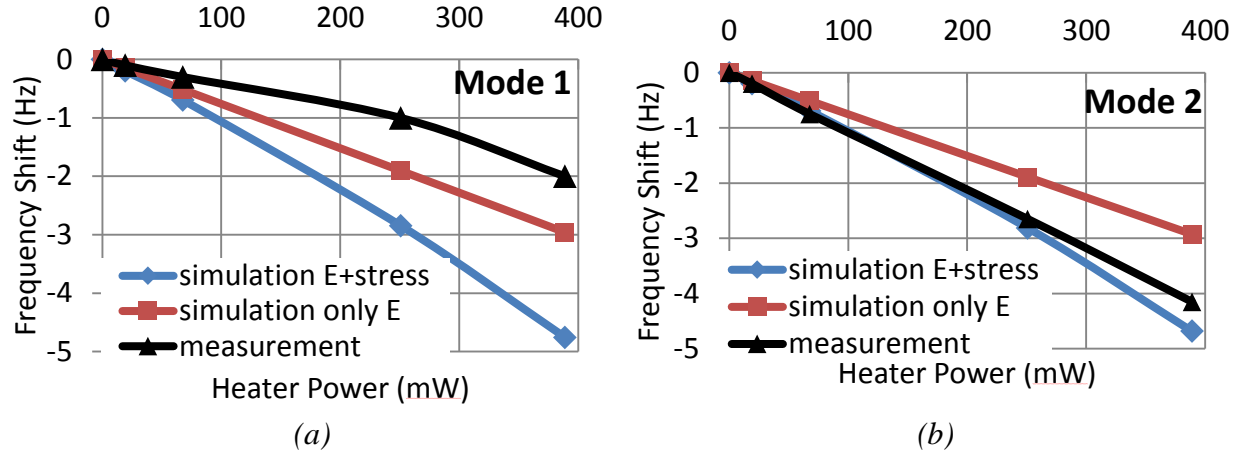 0 100 200 300 400
0
-1
-2
-3
-4
-5
Frequency Shift (Hz)
Mode 1
simulation E+stress
simulation only E
measurement
Heater Power (mW)
(a)
0 100 200 300 400
0
-1
-2
-3
-4
-5
Frequency Shift (Hz)
Mode 2
simulation E+stress
simulation only E
measurement
Heater Power (mW)
(b)